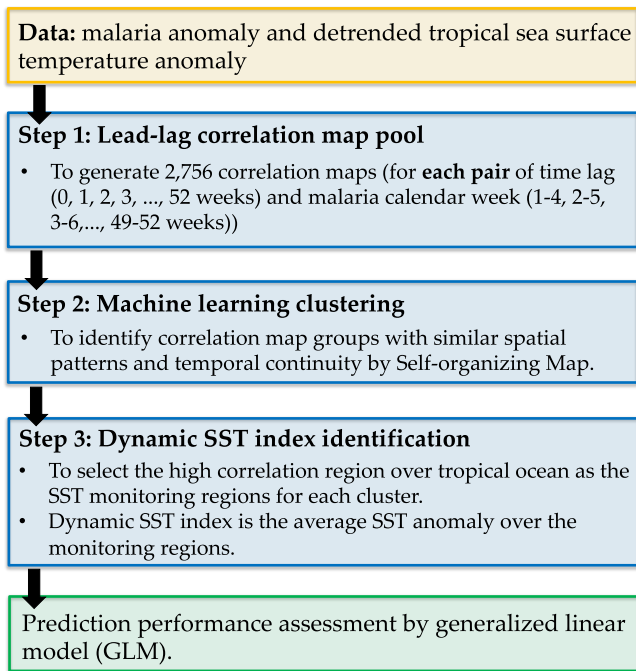 Data: malaria anomaly and detrended tropical sea surface
temperature anomaly
Step 1: Lead-lag correlation map pool
• To generate 2,756 correlation maps (for each pair of time lag
(0, 1, 2, 3, ..., 52 weeks) and malaria calendar week (1-4, 2-5,
3-6,..., 49-52 weeks))
Step 2: Machine learning clustering
• To identify correlation map groups with similar spatial
patterns and temporal continuity by Self-organizing Map.
Step 3: Dynamic SST index identification
• To select the high correlation region over tropical ocean as the
SST monitoring regions for each cluster.
• Dynamic SST index is the average SST anomaly over the
monitoring regions.
Prediction performance assessment by generalized linear
model (GLM).